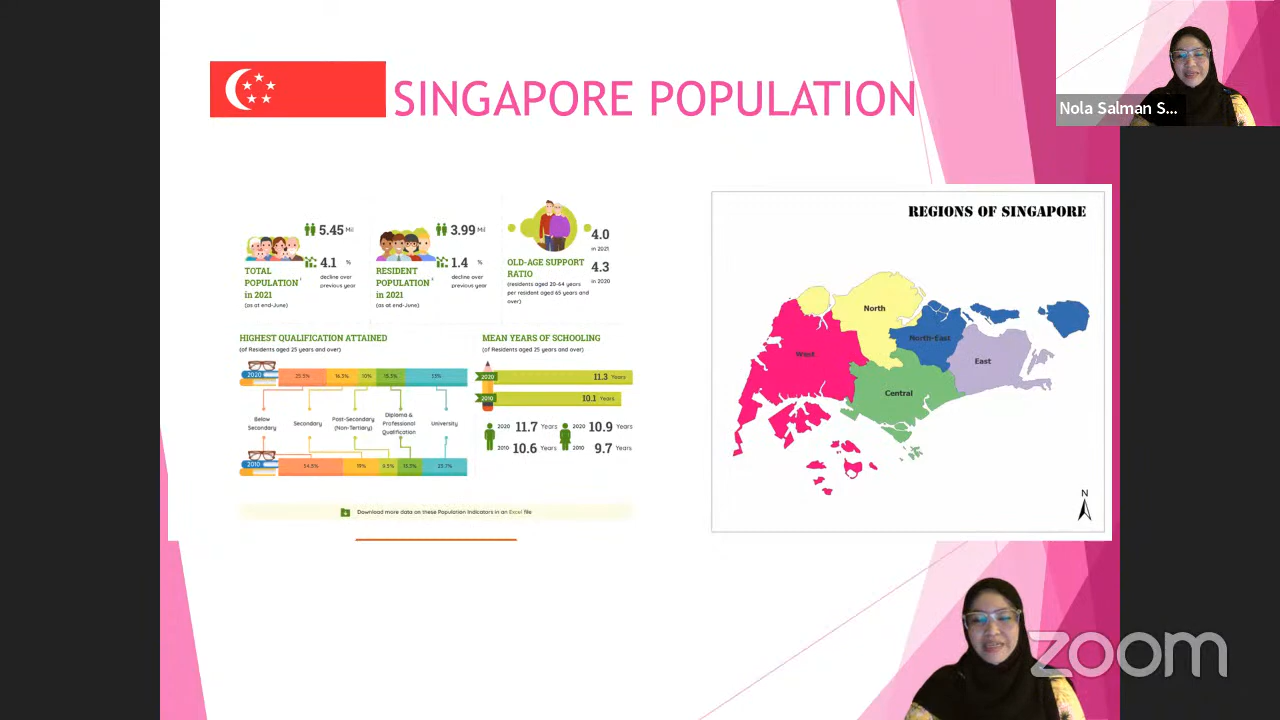 SINGAPORE POPULATION
Nola Salman S...
5.45 Mil
4.1 %
decline over
previous year
TOTAL
POPULATION
in 2021
(as at end-June)
3.99 Mil
1.4 %
decline over
previous year
RESIDENT
POPULATION
in 2021
(as at end-June)
4.0
in 2021
4.3
in 2020
OLD-AGE SUPPORT
RATIO
(residents aged 20-64 years
per resident aged 65 years and
over)
HIGHEST QUALIFICATION ATTAINED
(of Residents aged 25 years and over)
2020
Below
Secondary
Secondary
Post-Secondary
(Non-Tertiary)
Diploma &
Professional
Qualification
University
2010
19%
MEAN YEARS OF SCHOOLING
(of Residents aged 25 years and over)
2020 11.3 Years
2010 10.1 Years
2020 11.7 Years 2020 10.9 Years
2010 10.6 Years 2010 9.7 Years
Download more data on these Population Indicators in an Excel file
REGIONS OF SINGAPORE
North
North-East
West
East
Central
N
zoom